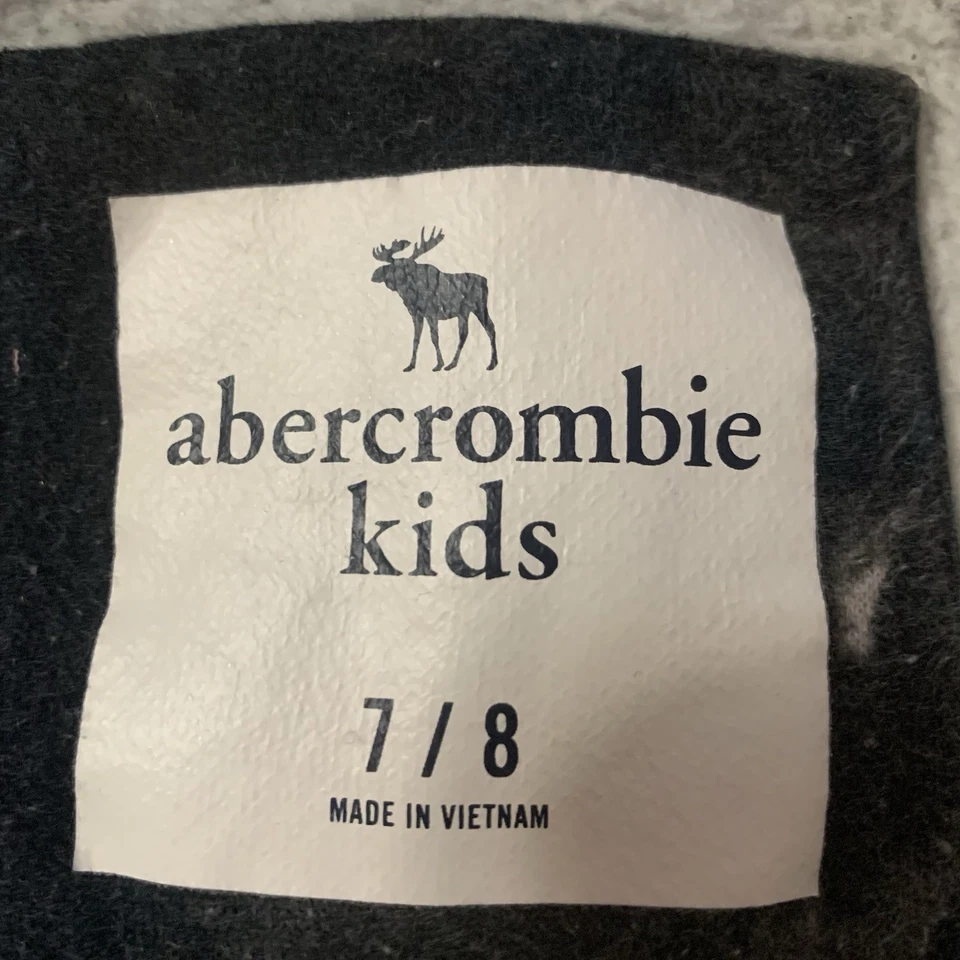 abercrombie
kids
7 / 8
MADE IN VIETNAM